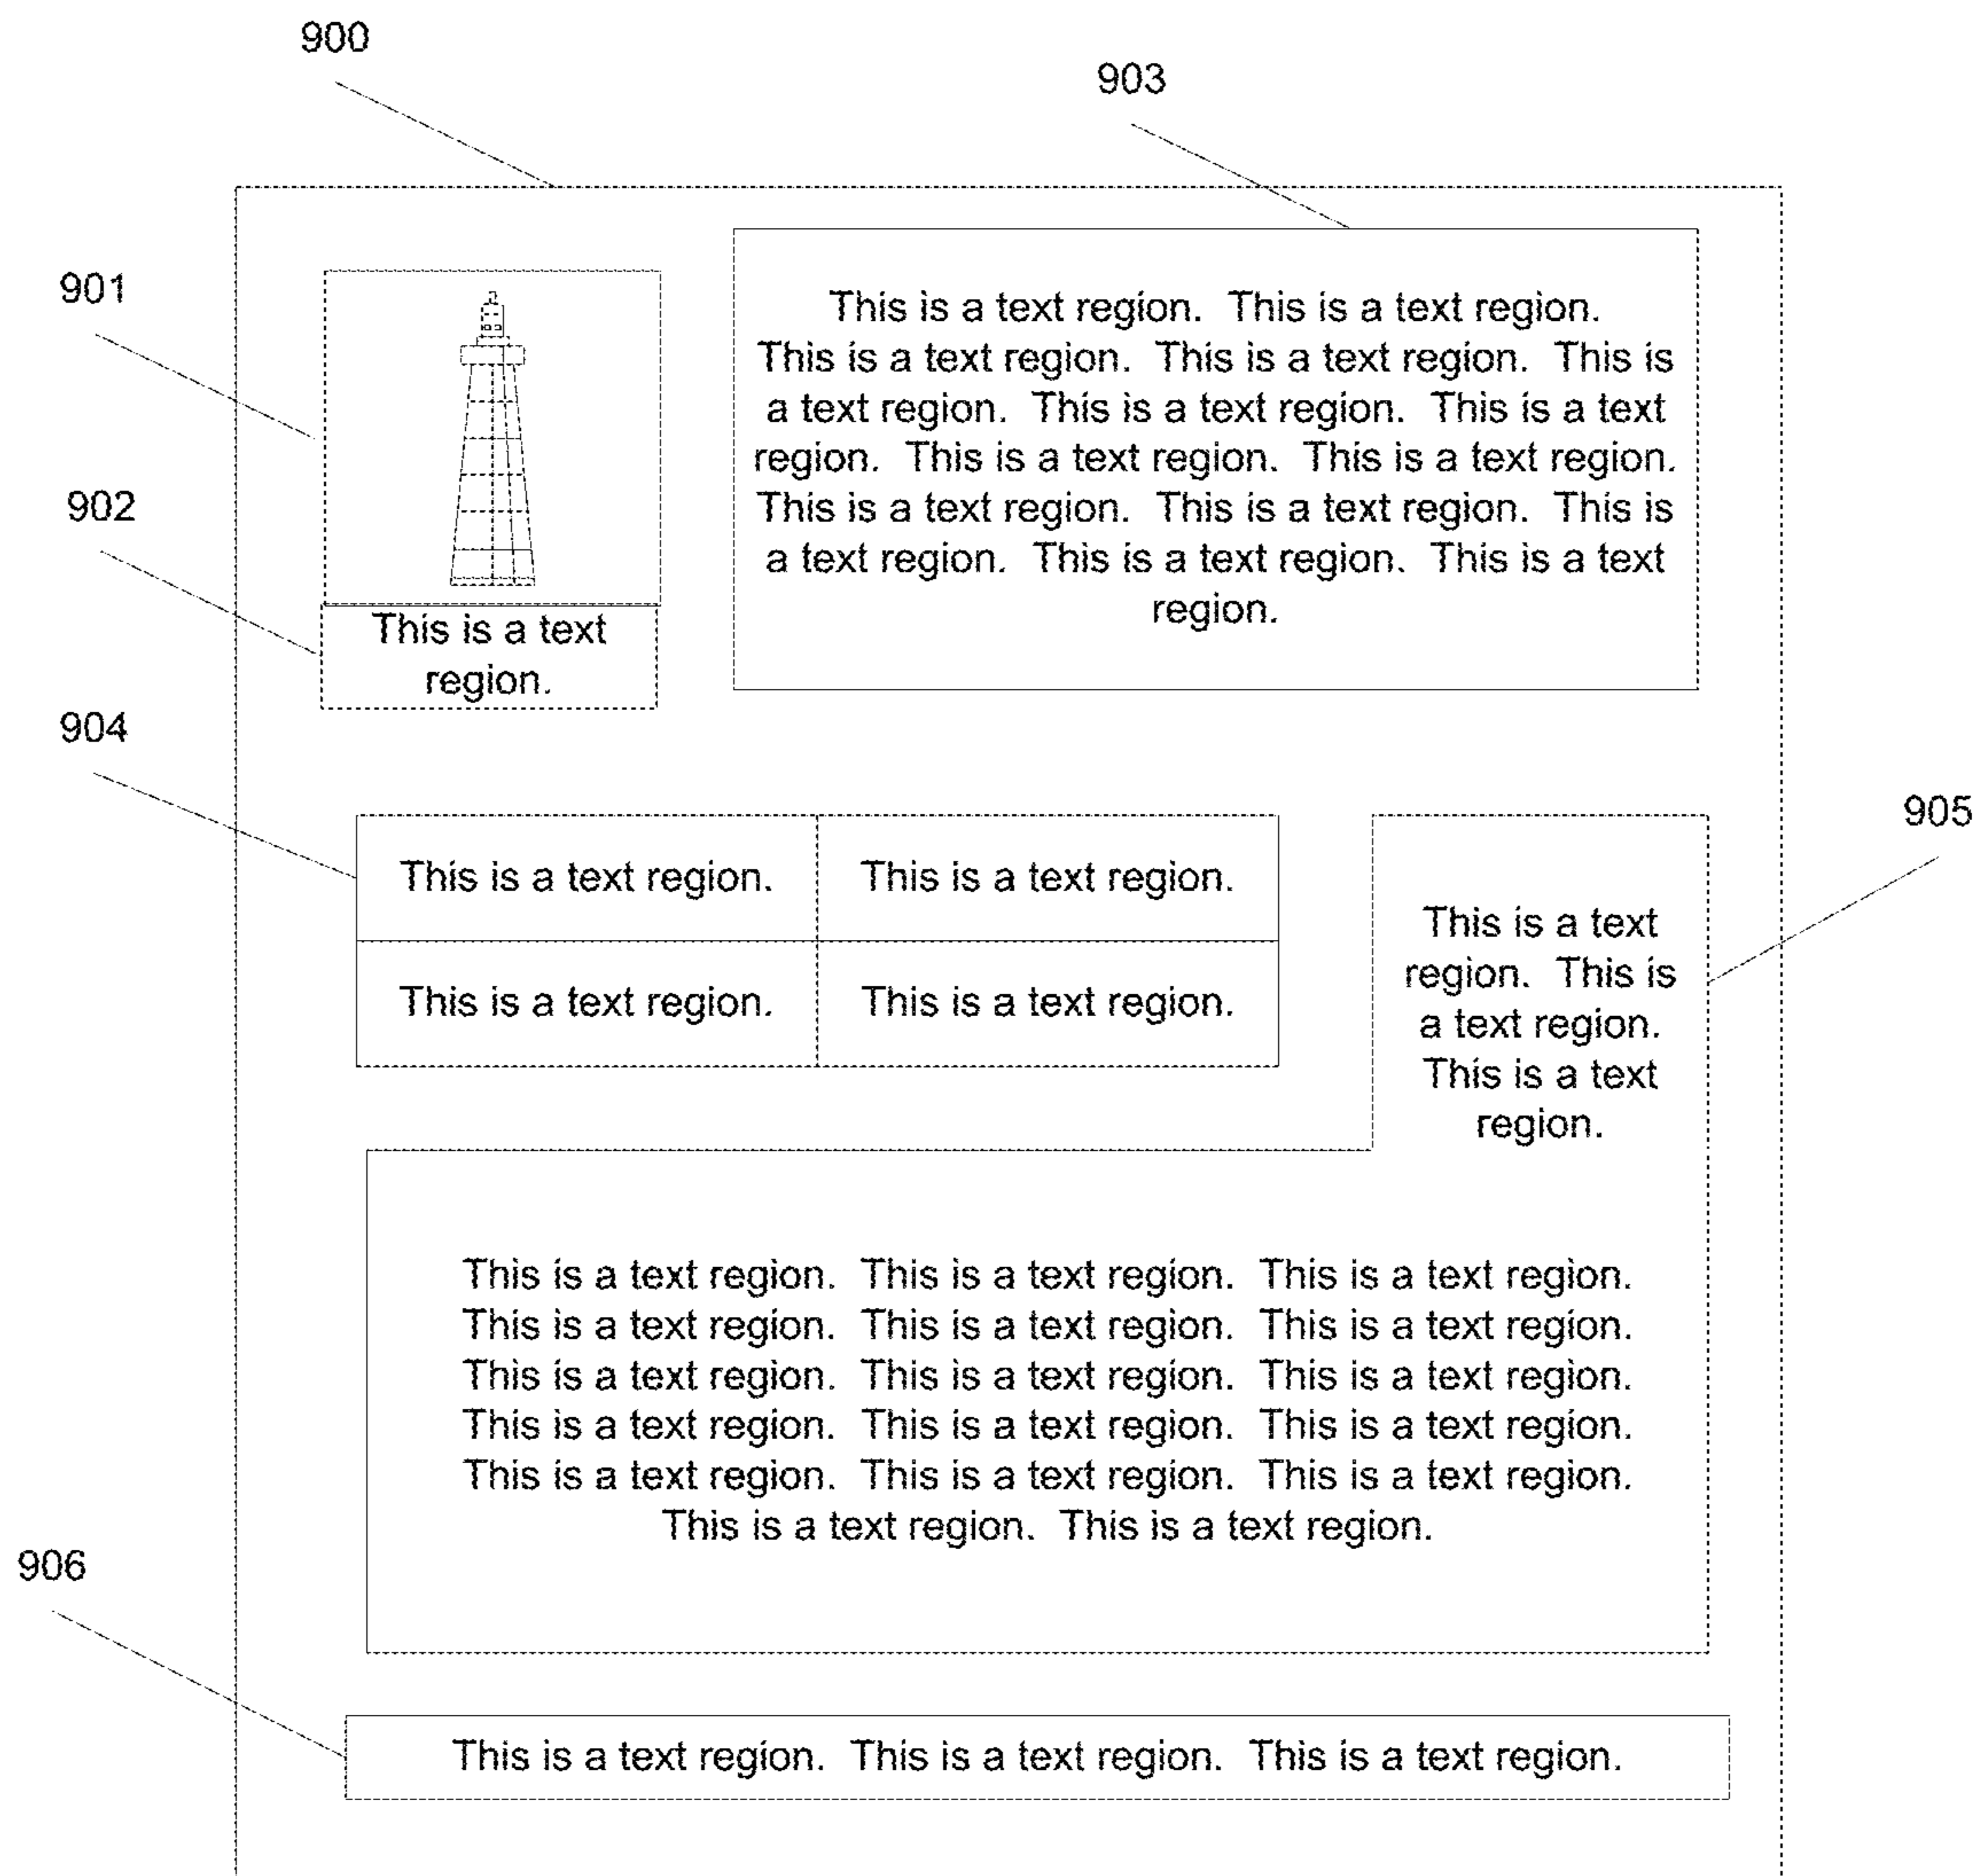 900
903
901
This is a text region.  This is a text region.
This is a text region.  This is a text region.  This is
a text region.  This is a text region.  This is a text
region.  This is a text region.  This is a text region.
This is a text region.  This is a text region.  This is
a text region.  This is a text region.  This is a text
region.
902
This is a text
region.
904
905
This is a text region.
This is a text region.
This is a text region.
This is a text region.
This is a text
region.  This is
a text region.
This is a text
region.
This is a text region.  This is a text region.  This is a text region.
This is a text region.  This is a text region.  This is a text region.
This is a text region.  This is a text region.  This is a text region.
This is a text region.  This is a text region.  This is a text region.
This is a text region.  This is a text region.  This is a text region.
This is a text region.  This is a text region.
906
This is a text region.  This is a text region.  This is a text region.